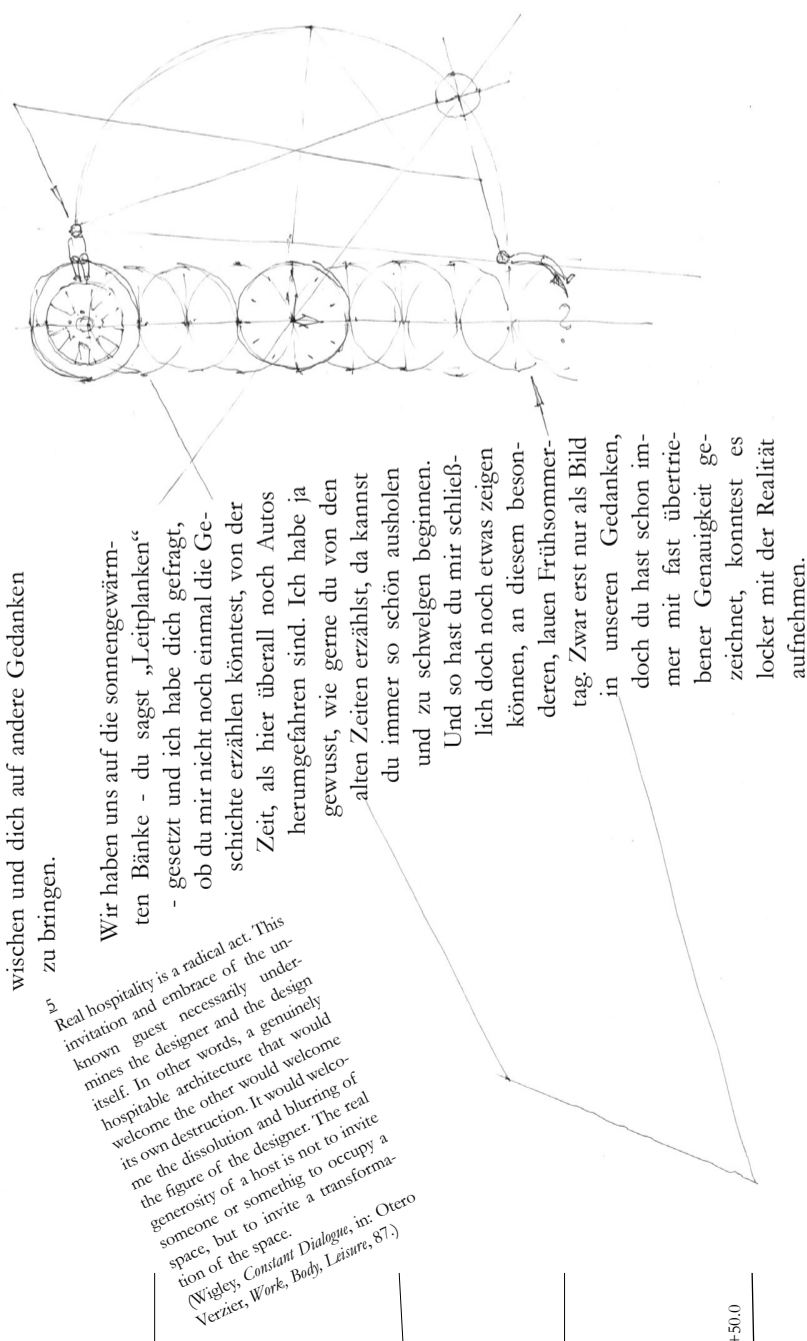 wischen und dich auf andere Gedanken
zu bringen.
Wir haben uns auf die sonnengewärm-
ten Bänke - du sagst „Leitplanken“
- gesetzt und ich habe dich gefragt,
ob du mir nicht noch einmal die Ge-
schichte erzählen könntest, von der
Zeit, als hier überall noch Autos
herumgefahren sind. Ich habe ja
gewusst, wie gerne du von den
alten Zeiten erzählst, da kannst
du immer so schön ausholen
und zu schwelgen beginnen.
Und so hast du mir schließ-
lich doch noch etwas zeigen
können, an diesem beson-
deren, lauen Frühsommer-
tag. Zwar erst nur als Bild
in unseren Gedanken,
doch du hast schon im-
mer mit fast übertrie-
bener Genauigkeit ge-
zeichnet, konntest es
locker mit der Realität
aufnehmen.
5
Real hospitality is a radical act. This
invitation and embrace of the un-
known guest necessarily under-
mines the designer and the design
itself. In other words, a genuinely
hospitable architecture that would
welcome the other would welcome
its own destruction. It would welco-
me the dissolution and blurring of
the figure of the designer. The real
generosity of a host is not to invite
someone or somethig to occupy a
space, but to invite a transforma-
tion of the space.
(Wigley, Constant Dialogue, in: Otero
Verzier, Work, Body, Leisure, 87.)
+50.0
?